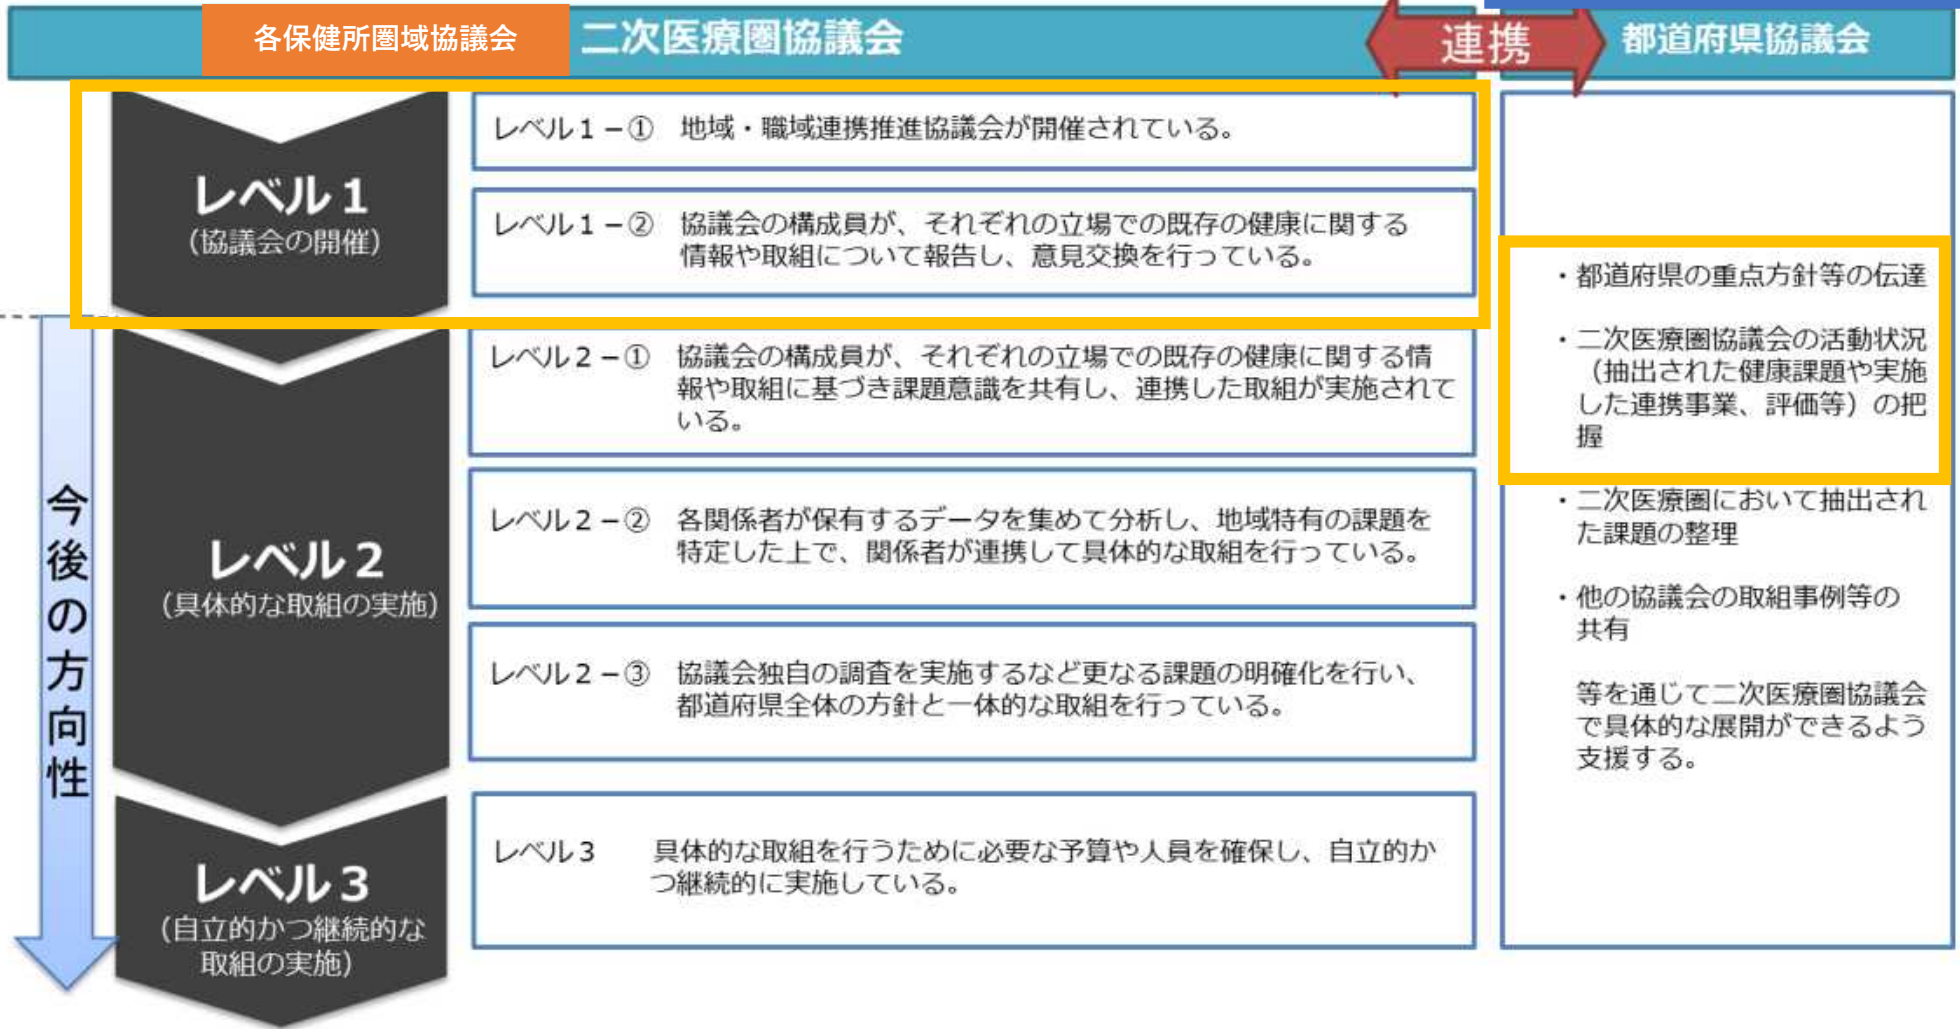 各保健所圏域協議会
二次医療圏協議会
連携
都道府県協議会
レベル1
（協議会の開催）
レベル1－① 地域・職域連携推進協議会が開催されている。
レベル1－② 協議会の構成員が、それぞれの立場での既存の健康に関する
情報や取組について報告し、意見交換を行っている。
今後の方向性
レベル2
（具体的な取組の実施）
レベル2－① 協議会の構成員が、それぞれの立場での既存の健康に関する情
報や取組に基づき課題意識を共有し、連携した取組が実施されて
いる。
レベル2－② 各関係者が保有するデータを集めて分析し、地域特有の課題を
特定した上で、関係者が連携して具体的な取組を行っている。
レベル2－③ 協議会独自の調査を実施するなど更なる課題の明確化を行い、
都道府県全体の方針と一体的な取組を行っている。
レベル3
（自立的かつ継続的な
取組の実施）
レベル3 具体的な取組を行うために必要な予算や人員を確保し、自立的か
つ継続的に実施している。
・都道府県の重点方針等の伝達
・二次医療圏協議会の活動状況
（抽出された健康課題や実施
した連携事業、評価等）の把
握
・二次医療圏において抽出され
た課題の整理
・他の協議会の取組事例等の
共有
等を通じて二次医療圏協議会
で具体的な展開ができるよう
支援する。